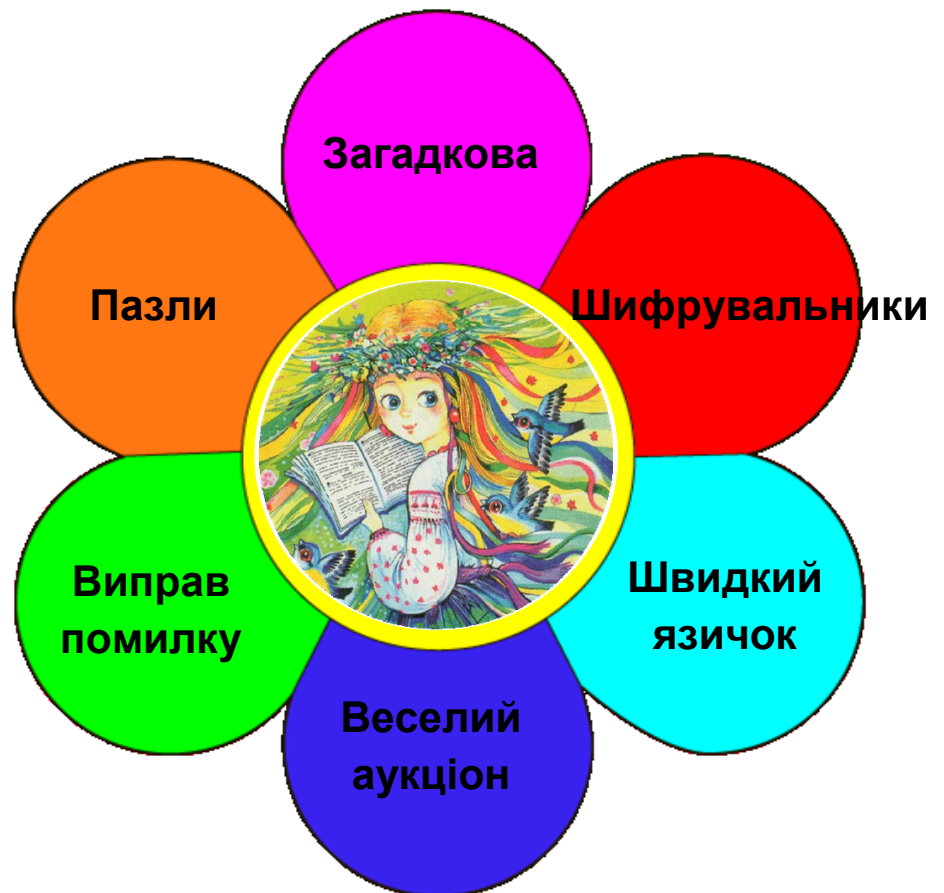 Загадкова
Пазли
Шифрувальники
Виправ
помилку
Швидкий
язичок
Веселий
аукціон